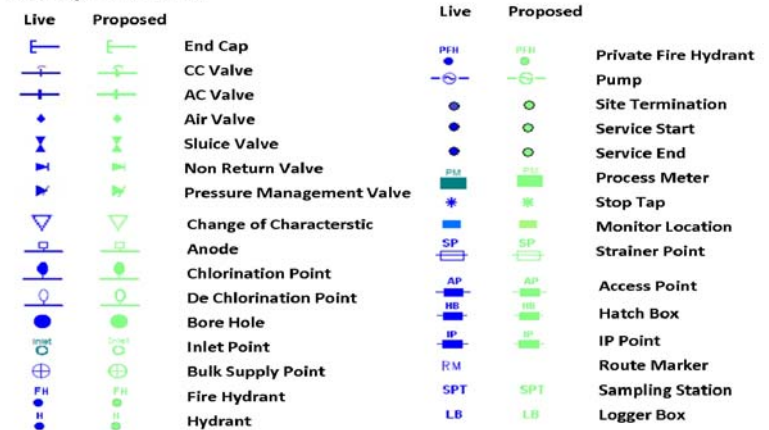 Live Proposed
End Cap
CC Valve
AC Valve
Air Valve
Sluice Valve
Non Return Valve
Pressure Management Valve
Change of Characterstic
Anode
Chlorination Point
De Chlorination Point
Bore Hole
Inlet Inlet Inlet Point
Bulk Supply Point
FH FH Fire Hydrant
H H Hydrant
Live Proposed
PFH PFH Private Fire Hydrant
Pump
Site Termination
Service Start
Service End
PM PM Process Meter
Stop Tap
Monitor Location
SP SP Strainer Point
AP AP Access Point
HB HB Hatch Box
IP IP IP Point
RM Route Marker
SPT SPT Sampling Station
LB LB Logger Box